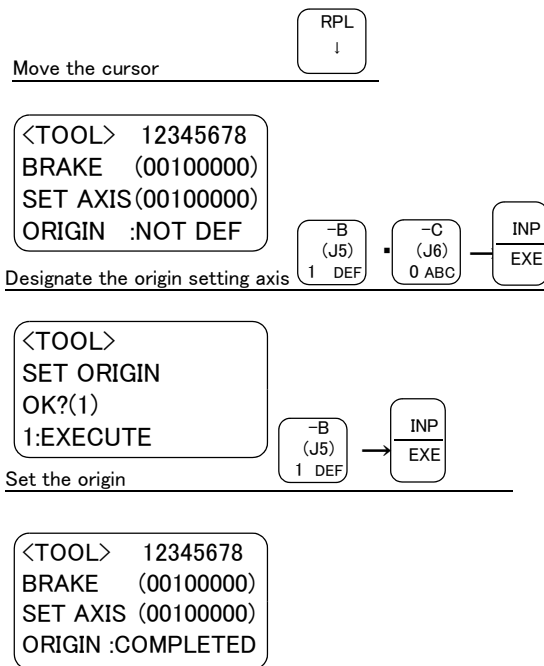 RPL
↓
Move the cursor
<TOOL> 12345678
BRAKE (00100000)
SET AXIS(00100000)
ORIGIN :NOT DEF
-B
(J5)
1 DEF
-C
(J6)
0 ABC
→
INP
EXE
Designate the origin setting axis
<TOOL>
SET ORIGIN
OK?(1)
1:EXECUTE
-B
(J5)
1 DEF
→
INP
EXE
Set the origin
<TOOL> 12345678
BRAKE (00100000)
SET AXIS (00100000)
ORIGIN :COMPLETED